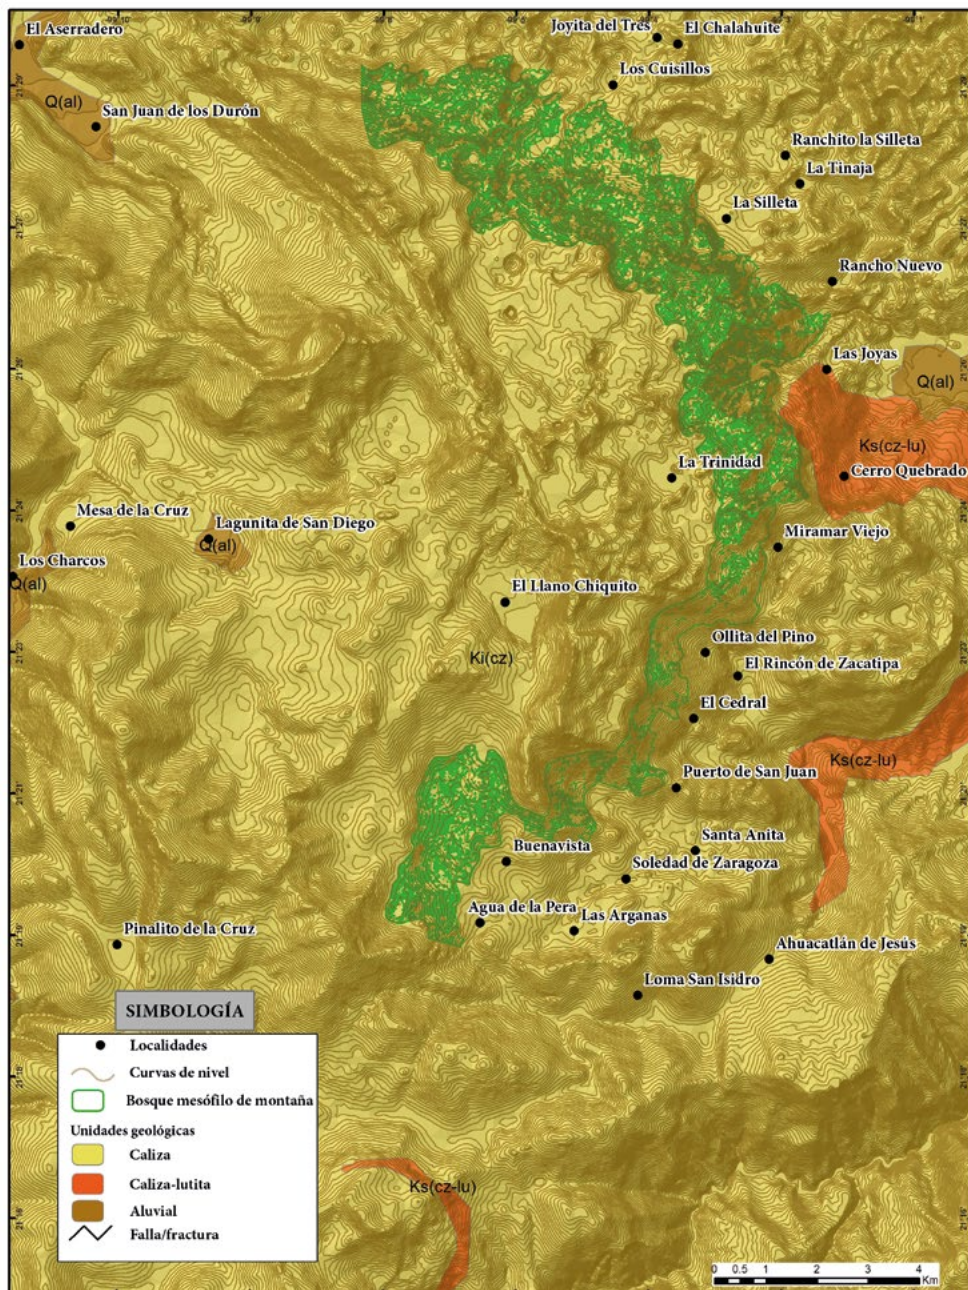 Joyita del Tres
El Chalahuite
El Aserradero
Los Cuisillos
Q(al)
San Juan de los Durón
Ranchito la Silleta
La Tinaja
La Silleta
Rancho Nuevo
Las Joyas
Q(al)
Ks(cz-lu)
La Trinidad
Cerro Quebrado
Mesa de la Cruz
Lagunita de San Diego
Q(al)
Miramar Viejo
Los Charcos
Q(al)
El Llano Chiquito
Ollita del Pino
Ki(cz)
El Rincón de Zacatipa
El Cedral
Ks(cz-lu)
Puerto de San Juan
Santa Anita
Buenavista
Soledad de Zaragoza
Agua de la Pera
Las Arganas
Pinalito de la Cruz
Ahuacatlán de Jesús
Loma San Isidro
SIMBOLOGÍA
Localidades
Curvas de nivel
Bosque mesófilo de montaña
Unidades geológicas
Caliza
Caliza-lutita
Aluvial
Falla/fractura
Ks(cz-lu)
0 0.5 1 2 3 4
Km